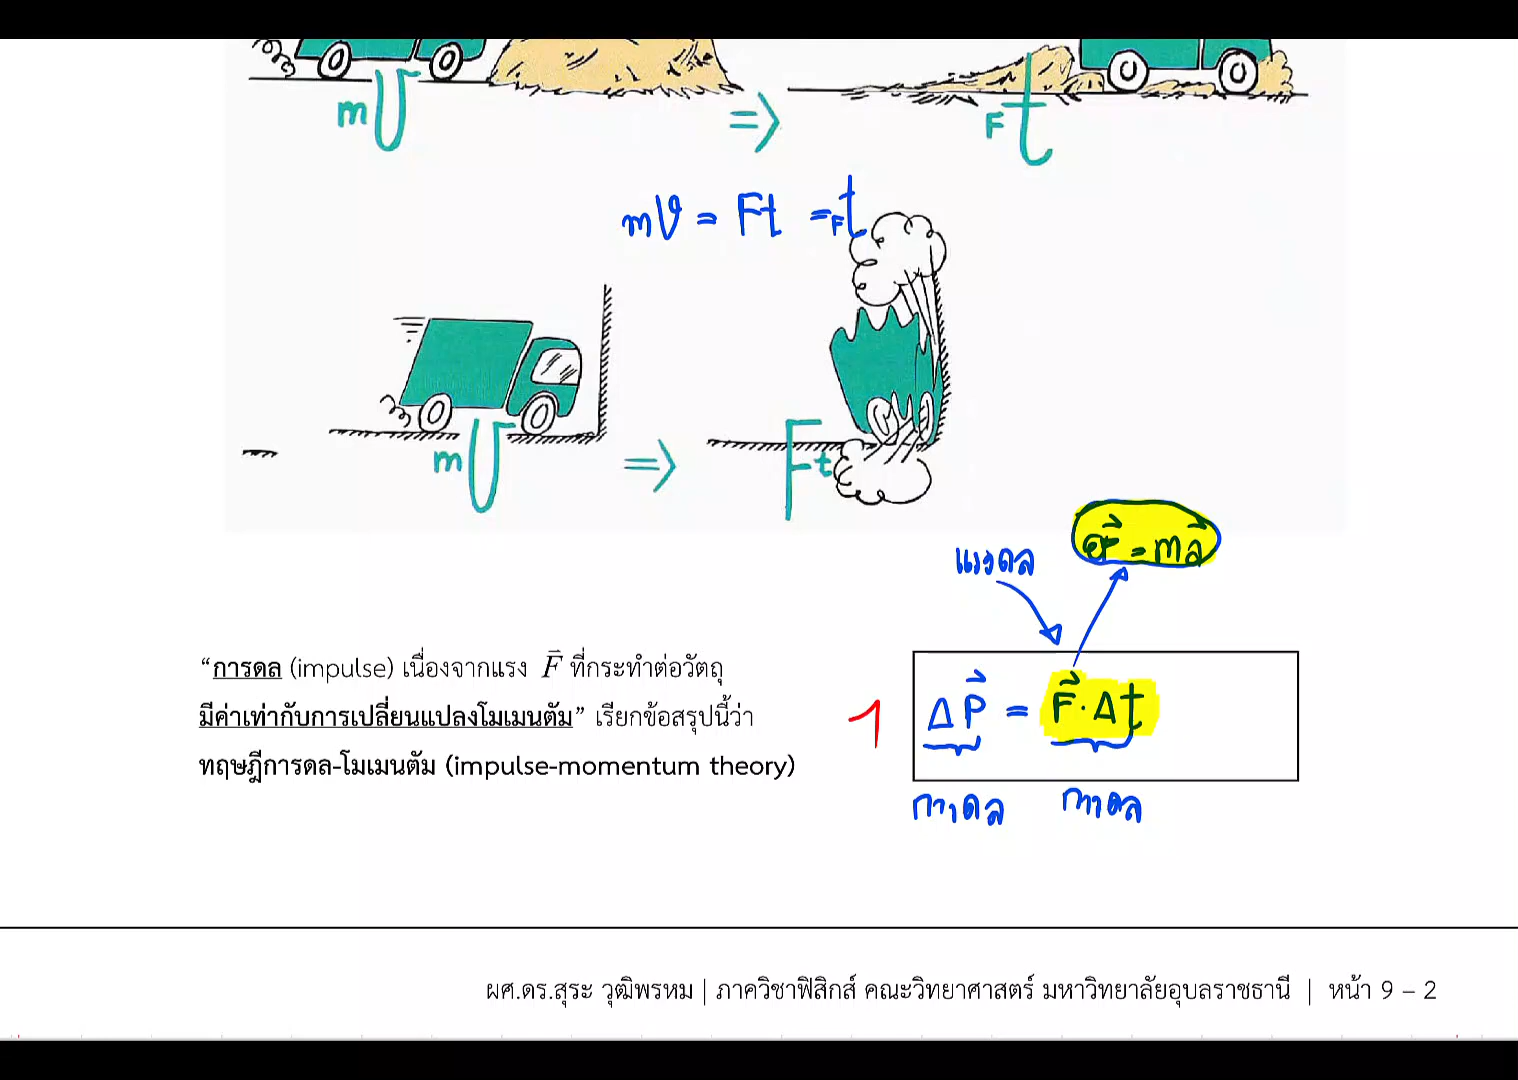 mv ⇒ Ft
mv = Ft = Ft
mv ⇒ Ft
ΣF⃗ = ma⃗
แรงดล
“การดล (impulse) เนื่องจากแรง F⃗ ที่กระทำต่อวัตถุ
มีค่าเท่ากับการเปลี่ยนแปลงโมเมนตัม” เรียกข้อสรุปนี้ว่า
ทฤษฎีการดล-โมเมนตัม (impulse-momentum theory)
1
ΔP⃗ = F⃗·Δt
การดล การดล
ผศ.ดร.สุระ วุฒิพรหม | ภาควิชาฟิสิกส์ คณะวิทยาศาสตร์ มหาวิทยาลัยอุบลราชธานี | หน้า 9 – 2